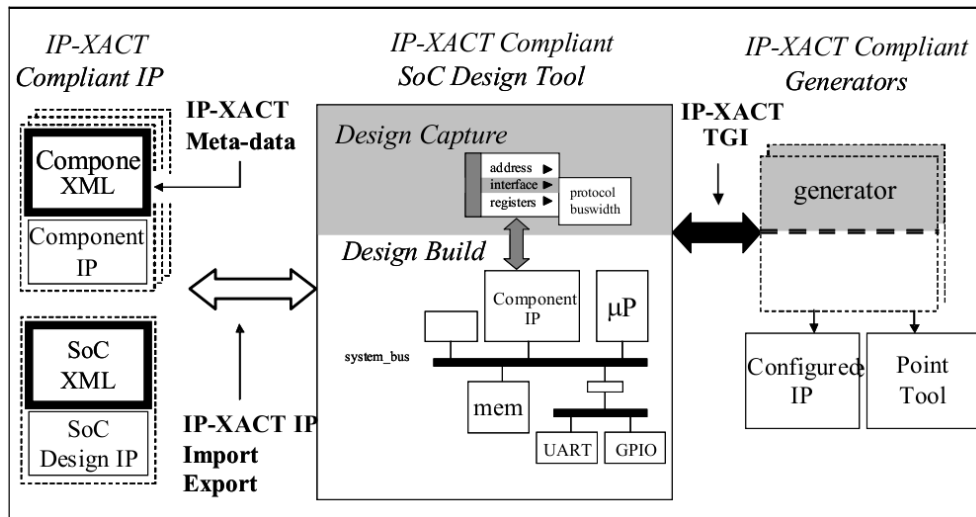 IP-XACT
Compliant IP
IP-XACT
Meta-data
Compone
XML
Component
IP
SoC
XML
SoC
Design IP
IP-XACT IP
Import
Export
IP-XACT Compliant
SoC Design Tool
Design Capture
address
interface
registers
protocol
buswidth
Design Build
Component
IP
µP
system_bus
mem
UART
GPIO
IP-XACT
TGI
IP-XACT Compliant
Generators
generator
Configured
IP
Point
Tool